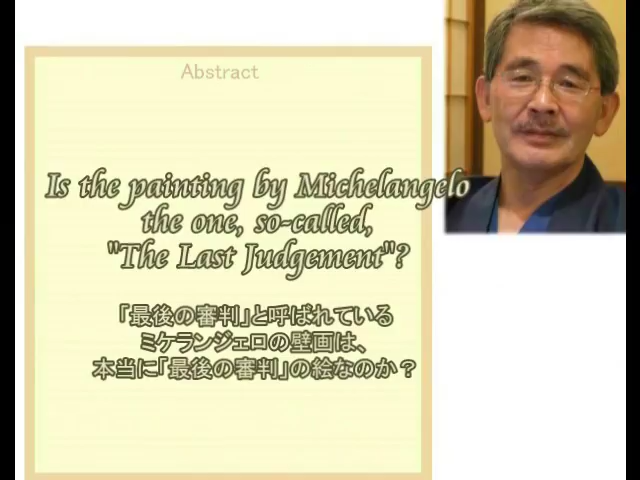 Abstract
Is the painting by Michelangelo
the one, so-called,
"The Last Judgement"?
「最後の審判」と呼ばれている
ミケランジェロの壁画は、
本当に「最後の審判」の絵なのか？